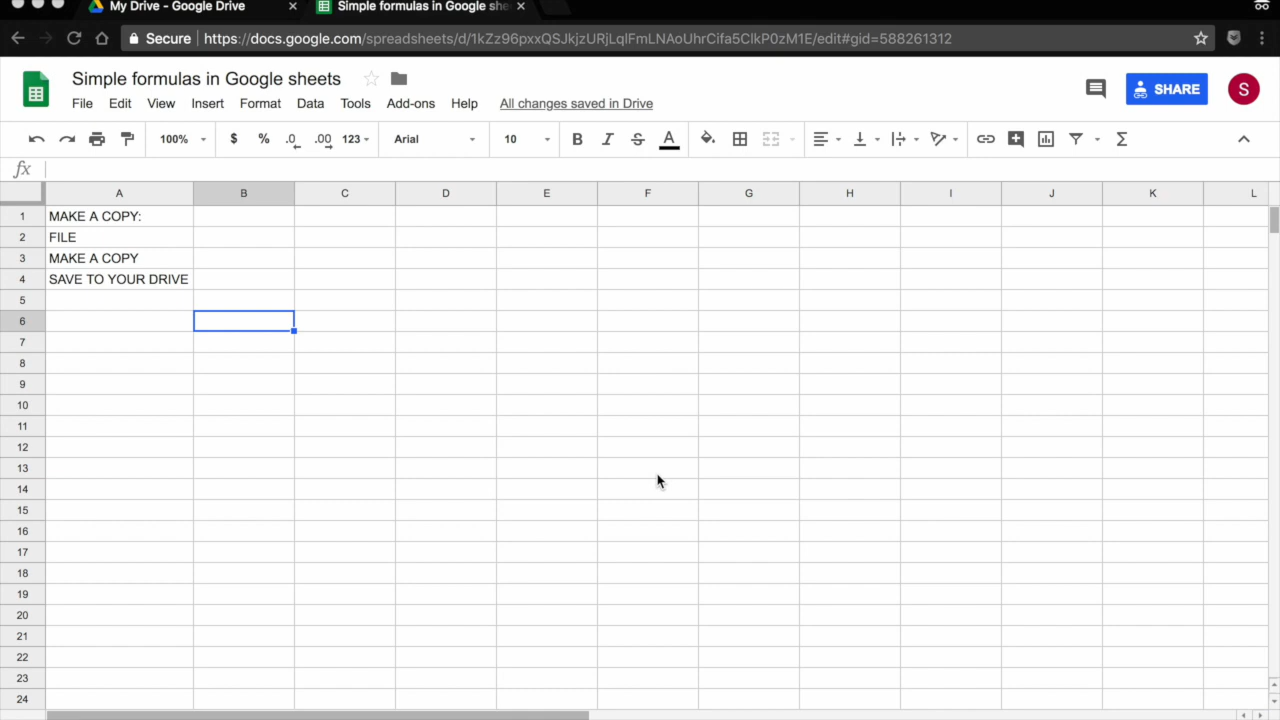 My Drive - Google Drive
Simple formulas in Google she
Secure https://docs.google.com/spreadsheets/d/1kZz96pxxQSJkjzURjLqlFmLNAoUhrCifa5ClkP0zM1E/edit#gid=588261312
Simple formulas in Google sheets
SHARE
S
File Edit View Insert Format Data Tools Add-ons Help All changes saved in Drive
100% $ % .0 .00 123 Arial 10 B I S A Σ
fx
A B C D E F G H I J K L
1 MAKE A COPY:
2 FILE
3 MAKE A COPY
4 SAVE TO YOUR DRIVE
5
6
7
8
9
10
11
12
13
14
15
16
17
18
19
20
21
22
23
24